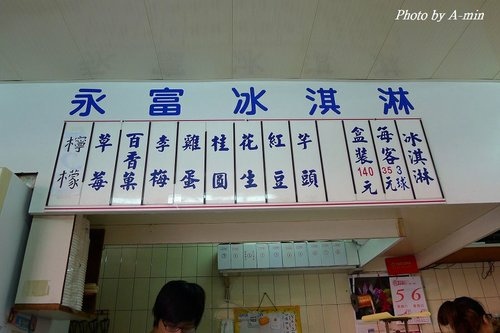 Photo by A-min
永富冰淇淋
冰淇淋
每客3球35元
盒裝140元
芋頭
紅豆
花生
桂圓
雞蛋
李梅
百香菓
草莓
檸檬
5 6